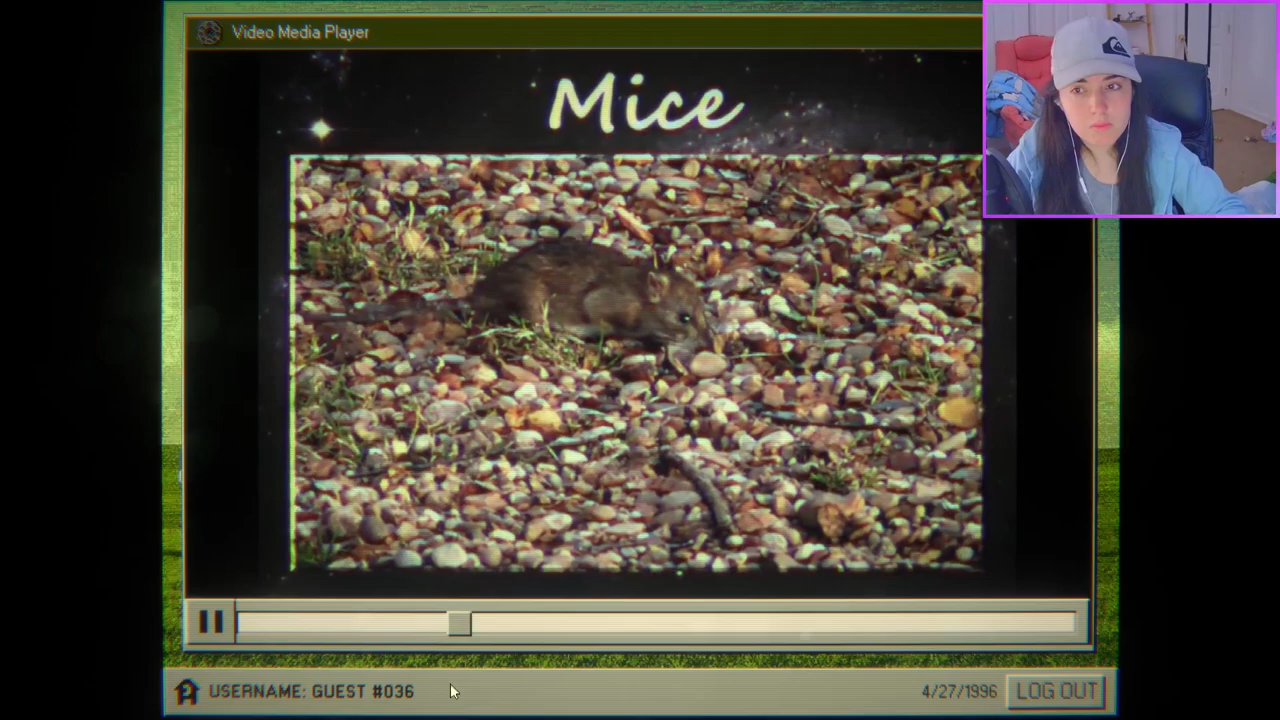 Video Media Player
Mice
USERNAME: GUEST #036
4/27/1996
LOG OUT